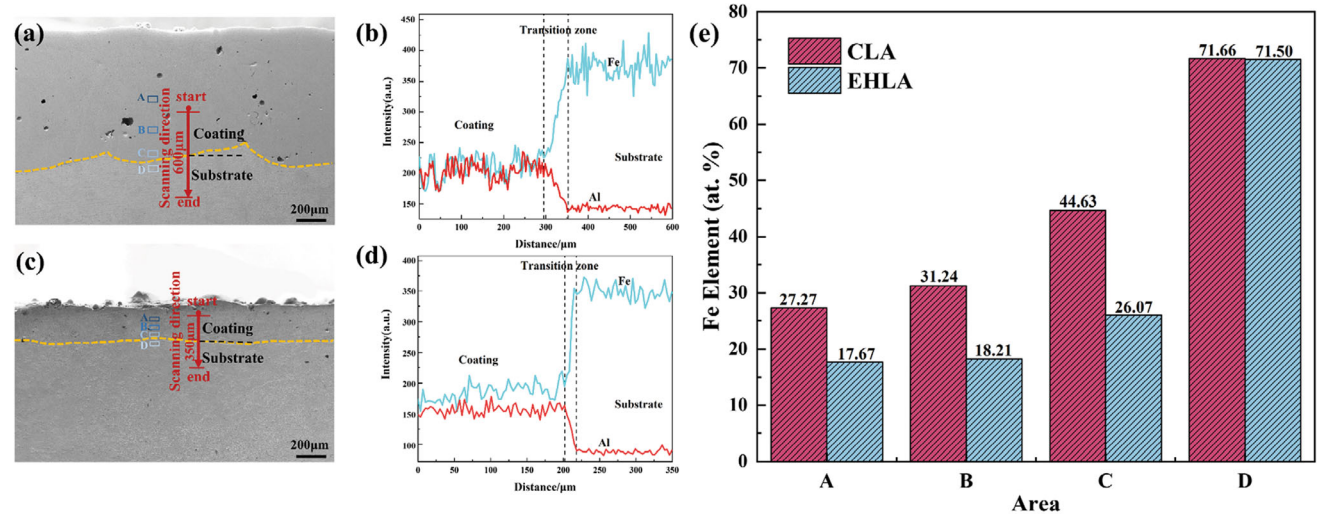 (a)
A
start
B
Coating
C
D
Substrate
Scanning direction
600μm
end
200μm
(b)
450
400
350
300
250
200
150
Intensity(a.u.)
Transition zone
Fe
Coating
Substrate
Al
0
100
200
300
400
500
600
Distance/μm
(c)
start
A
B
C
D
Coating
Substrate
Scanning direction
350μm
end
200μm
(d)
400
350
300
250
200
150
100
Intensity(a.u.)
Transition zone
Fe
Coating
Substrate
Al
0
50
100
150
200
250
300
350
Distance/μm
(e)
CLA
EHLA
80
70
60
50
40
30
20
10
0
Fe Element (at. %)
27.27
17.67
31.24
18.21
44.63
26.07
71.66
71.50
A
B
C
D
Area